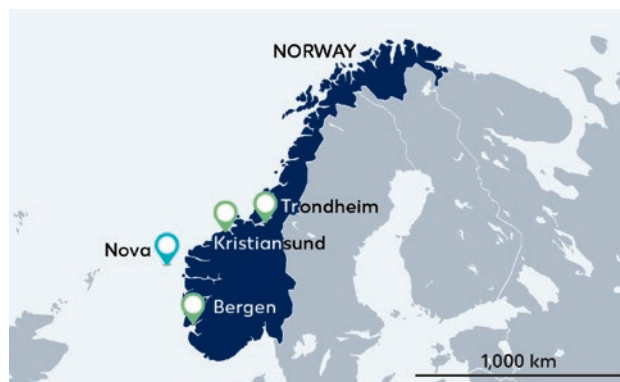 NORWAY
Trondheim
Kristiansund
Nova
Bergen
1,000 km